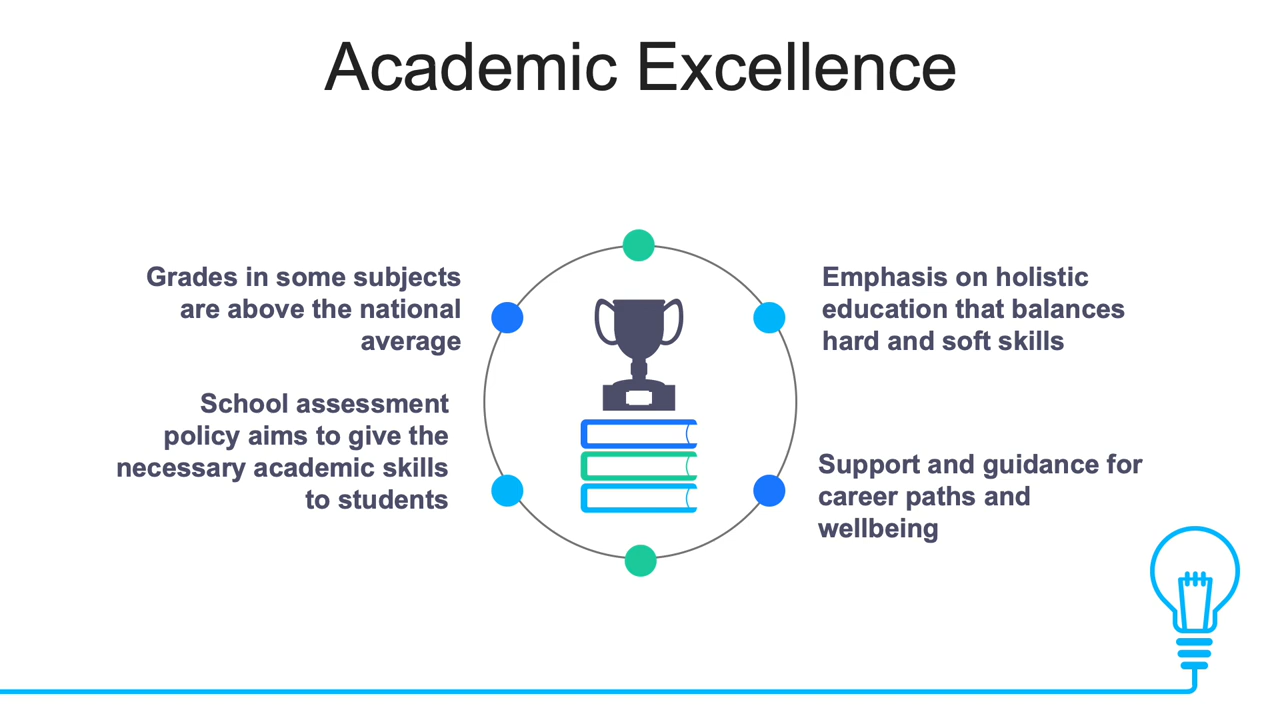 Academic Excellence
Grades in some subjects
are above the national
average
School assessment
policy aims to give the
necessary academic skills
to students
Emphasis on holistic
education that balances
hard and soft skills
Support and guidance for
career paths and
wellbeing